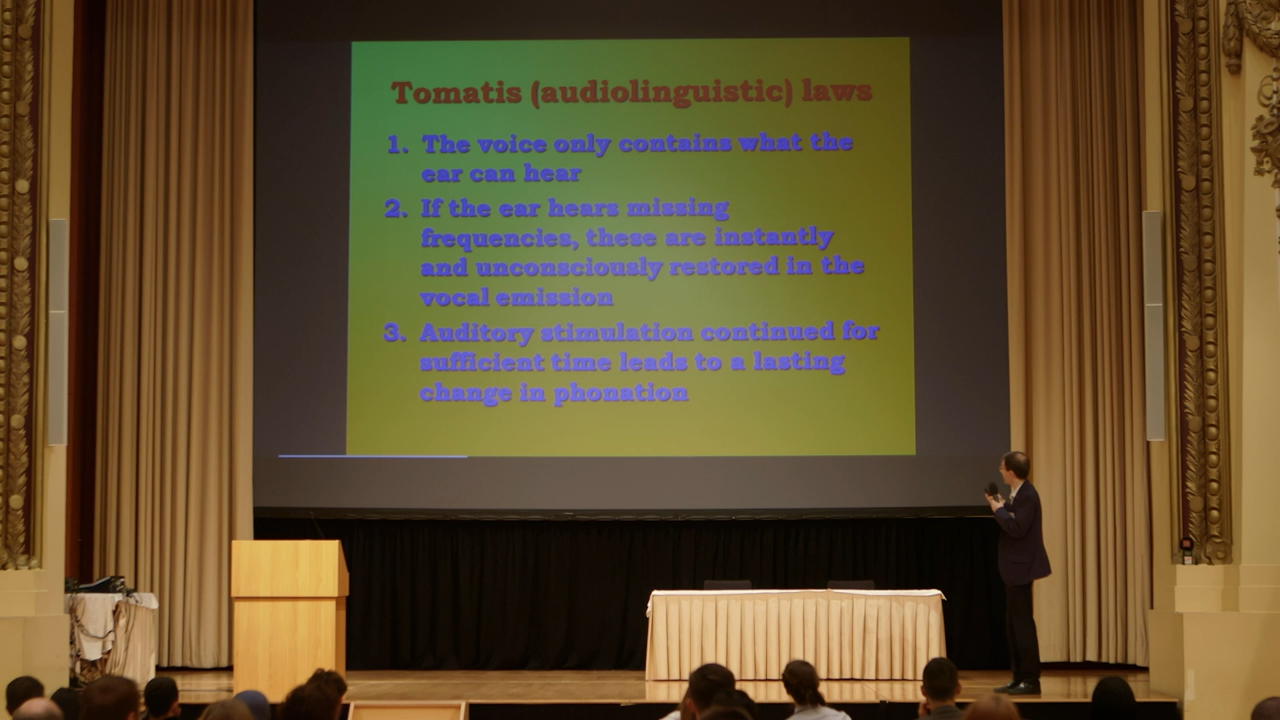 Tomatis (audiolinguistic) laws
1. The voice only contains what the
ear can hear
2. If the ear hears missing
frequencies, these are instantly
and unconsciously restored in the
vocal emission
3. Auditory stimulation continued for
sufficient time leads to a lasting
change in phonation